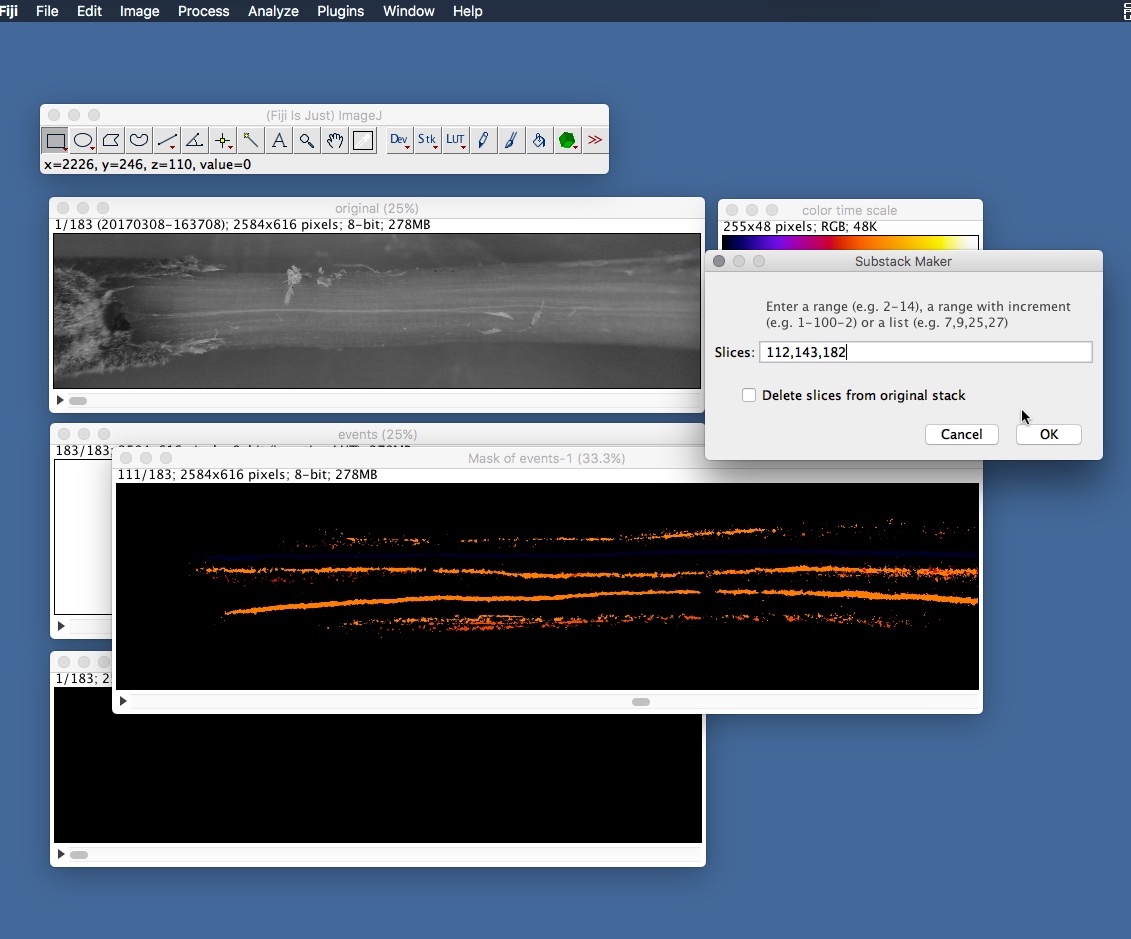 Fiji File Edit Image Process Analyze Plugins Window Help
(Fiji Is Just) ImageJ
Dev Stk LUT A >>
x=2226, y=246, z=110, value=0
original (25%)
1/183 (20170308-163708); 2584x616 pixels; 8-bit; 278MB
color time scale
255x48 pixels; RGB; 48K
Substack Maker
Enter a range (e.g. 2-14), a range with increment
(e.g. 1-100-2) or a list (e.g. 7,9,25,27)
Slices: 112,143,182
Delete slices from original stack
Cancel OK
events (25%)
183/183;
Mask of events-1 (33.3%)
111/183; 2584x616 pixels; 8-bit; 278MB
1/183; 2